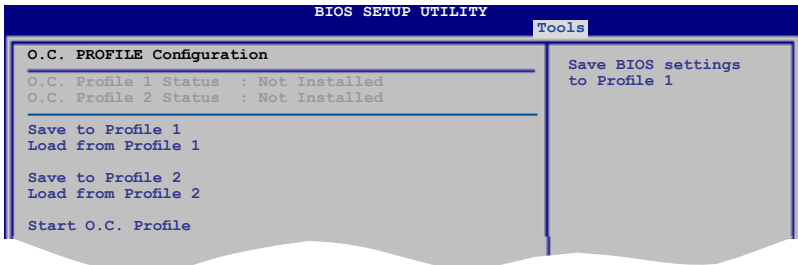 BIOS SETUP UTILITY
Tools
O.C. PROFILE Configuration
O.C. Profile 1 Status : Not Installed
O.C. Profile 2 Status : Not Installed
Save to Profile 1
Load from Profile 1
Save to Profile 2
Load from Profile 2
Start O.C. Profile
Save BIOS settings
to Profile 1